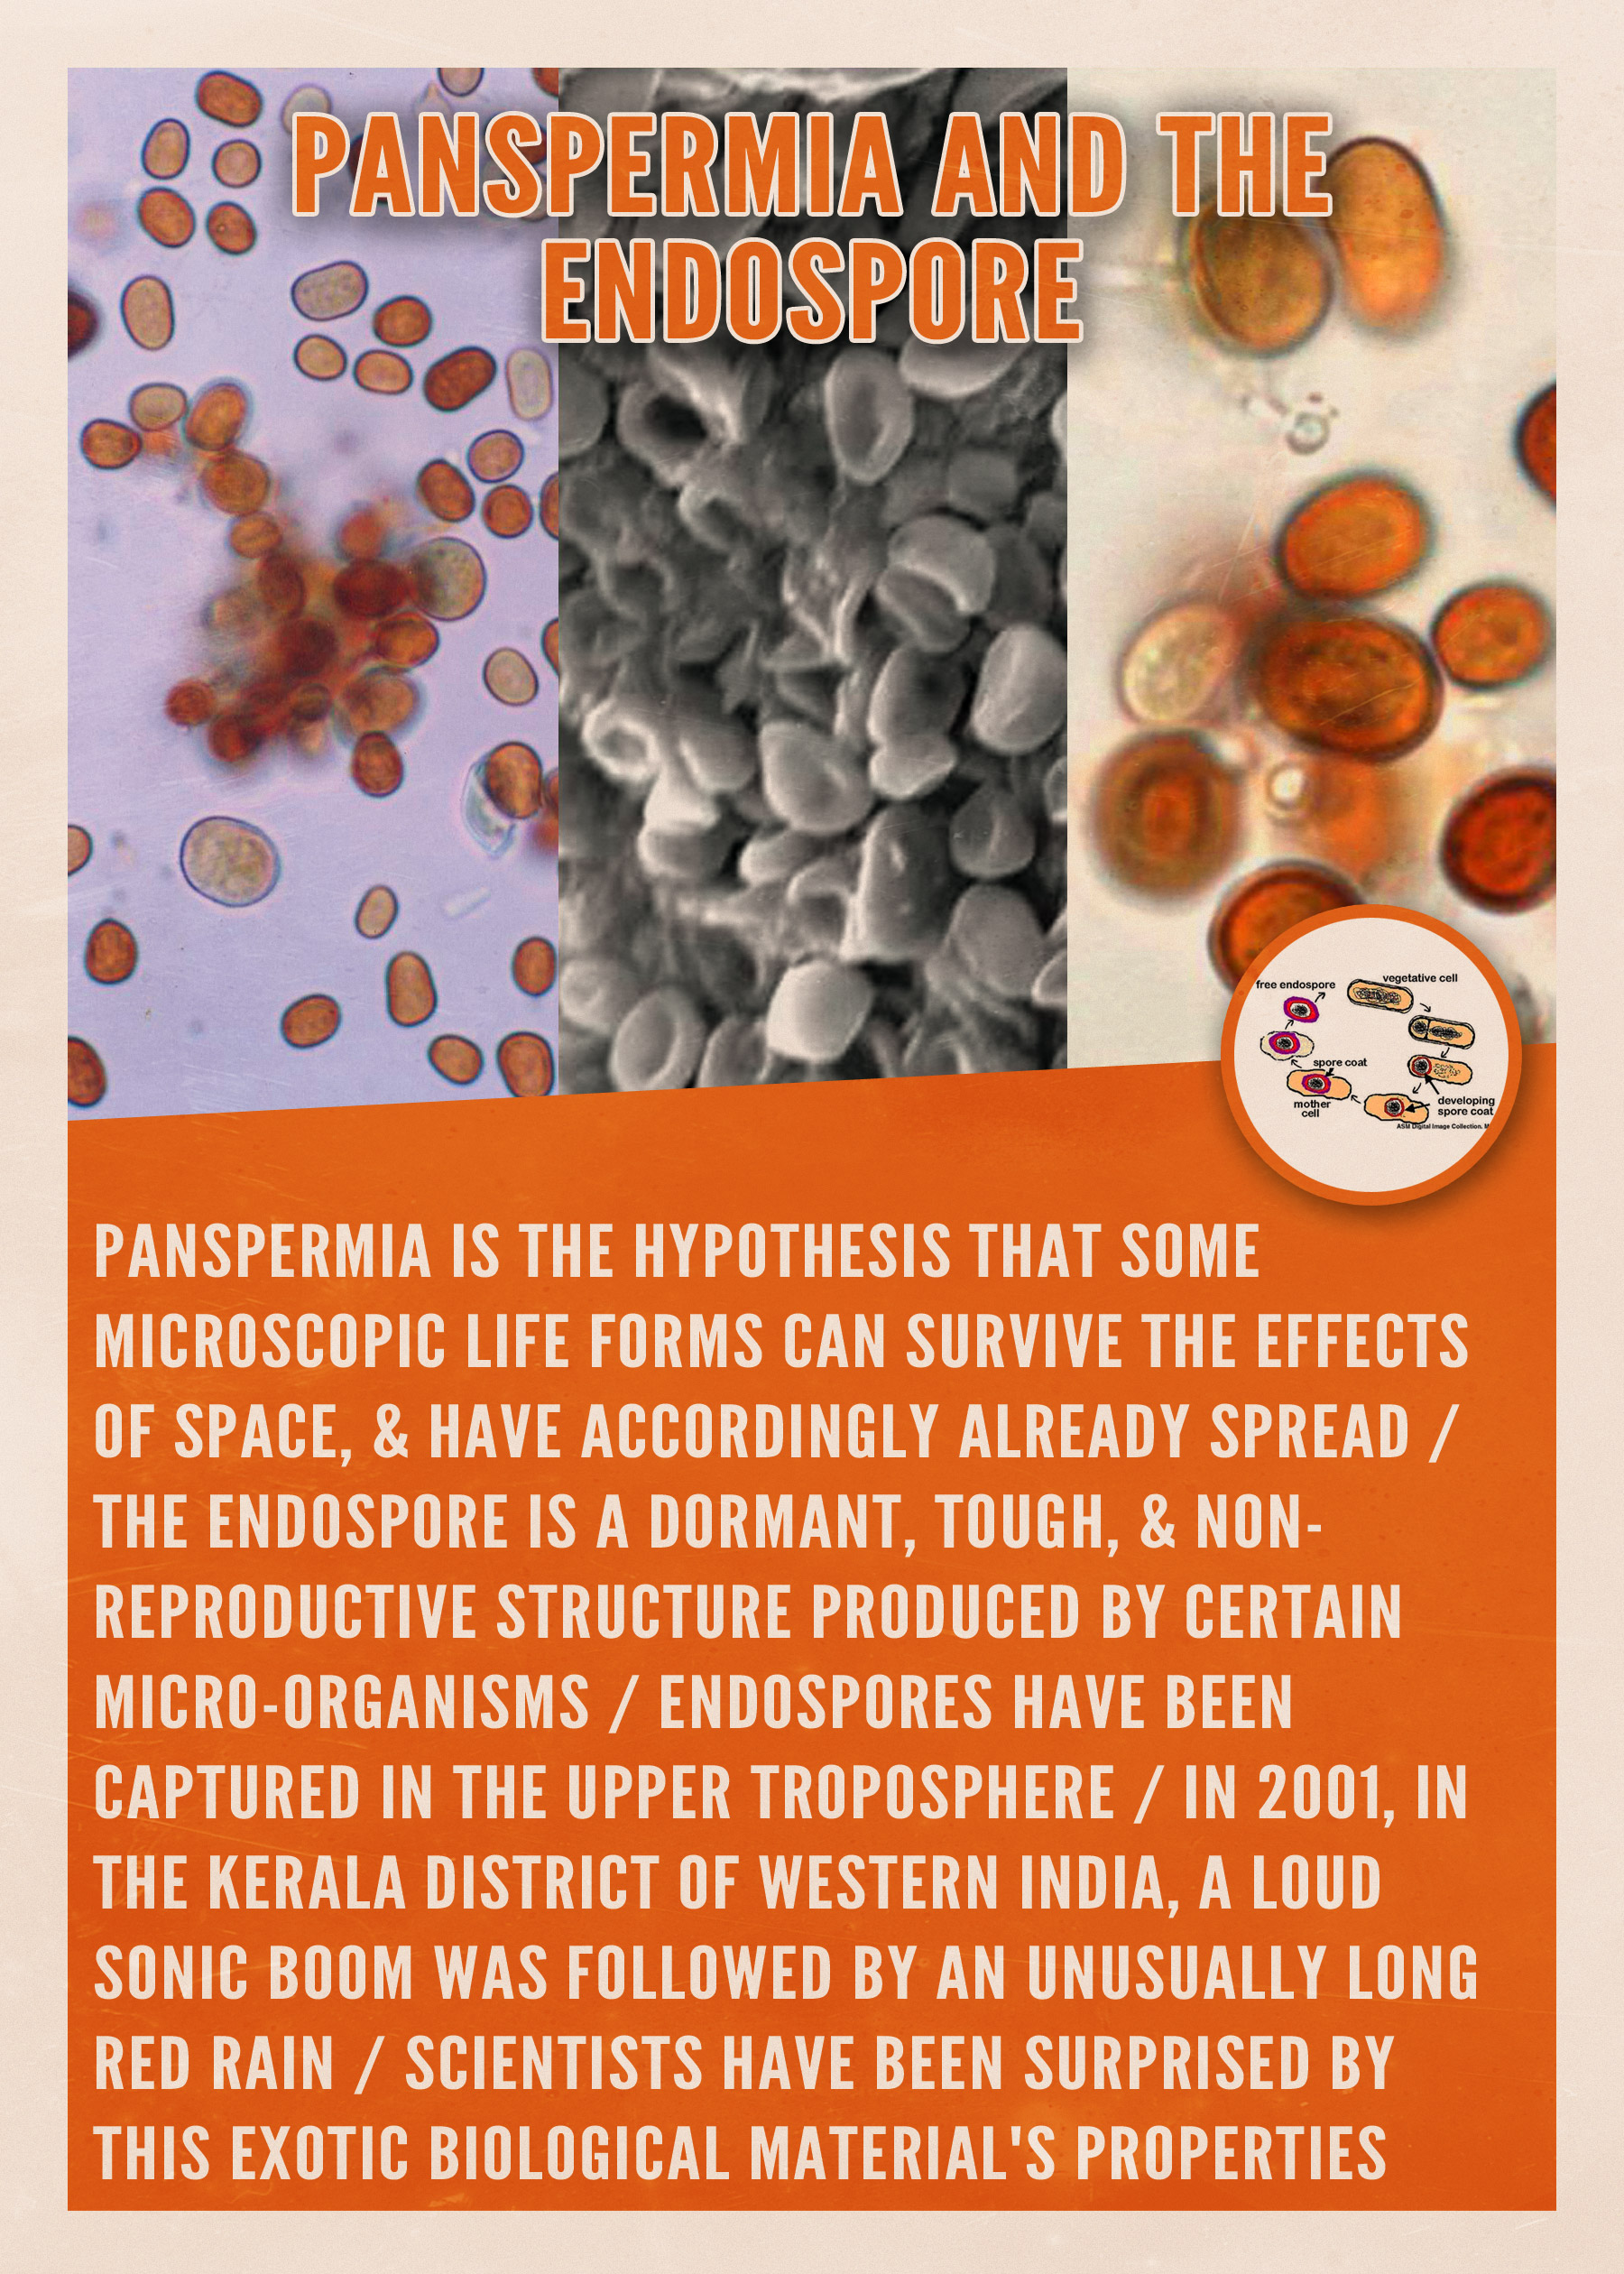 PANSPERMIA AND THE
ENDOSPORE
free endospore
vegetative cell
spore coat
mother
cell
developing
spore coat
ASM Digital Image Collection. M
PANSPERMIA IS THE HYPOTHESIS THAT SOME
MICROSCOPIC LIFE FORMS CAN SURVIVE THE EFFECTS
OF SPACE, & HAVE ACCORDINGLY ALREADY SPREAD /
THE ENDOSPORE IS A DORMANT, TOUGH, & NON-
REPRODUCTIVE STRUCTURE PRODUCED BY CERTAIN
MICRO-ORGANISMS / ENDOSPORES HAVE BEEN
CAPTURED IN THE UPPER TROPOSPHERE / IN 2001, IN
THE KERALA DISTRICT OF WESTERN INDIA, A LOUD
SONIC BOOM WAS FOLLOWED BY AN UNUSUALLY LONG
RED RAIN / SCIENTISTS HAVE BEEN SURPRISED BY
THIS EXOTIC BIOLOGICAL MATERIAL'S PROPERTIES